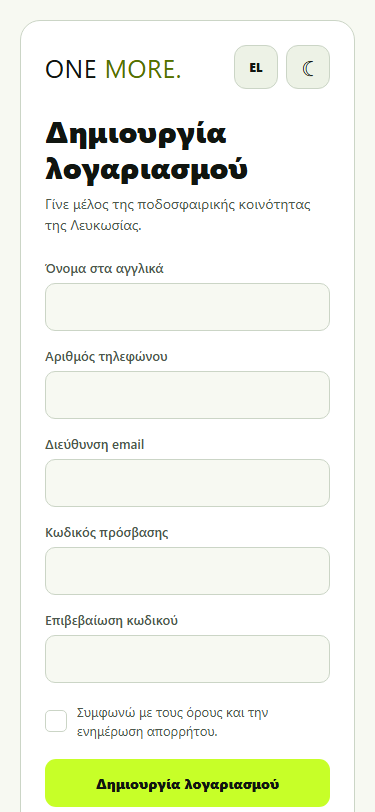 ONE MORE.
EL
Δημιουργία
λογαριασμού
Γίνε μέλος της ποδοσφαιρικής κοινότητας
της Λευκωσίας.
Όνομα στα αγγλικά
Αριθμός τηλεφώνου
Διεύθυνση email
Κωδικός πρόσβασης
Επιβεβαίωση κωδικού
Συμφωνώ με τους όρους και την
ενημέρωση απορρήτου.
Δημιουργία λογαριασμού